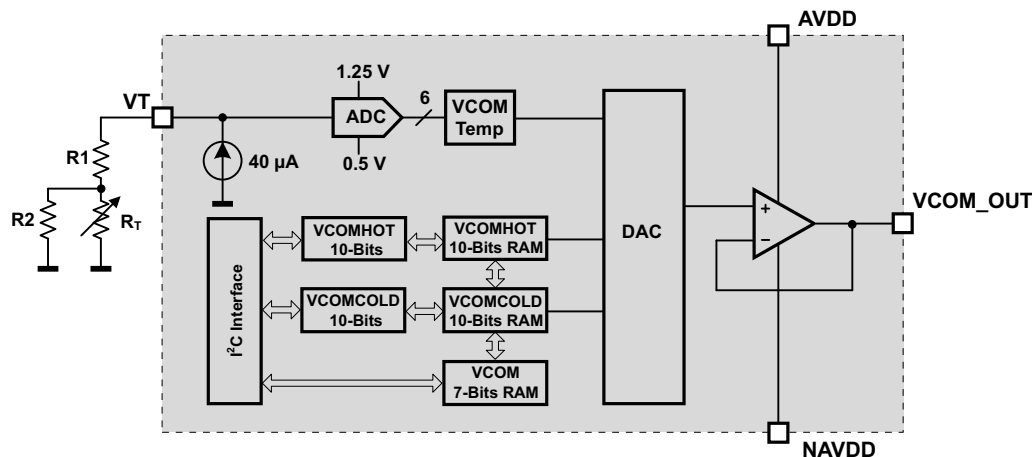 AVDD
1.25 V
VT
ADC
6
VCOM
Temp
0.5 V
R1
40 µA
R2
RT
VCOM_OUT
+
−
DAC
I²C Interface
VCOMHOT
10-Bits
VCOMHOT
10-Bits RAM
VCOMCOLD
10-Bits
VCOMCOLD
10-Bits RAM
VCOM
7-Bits RAM
NAVDD